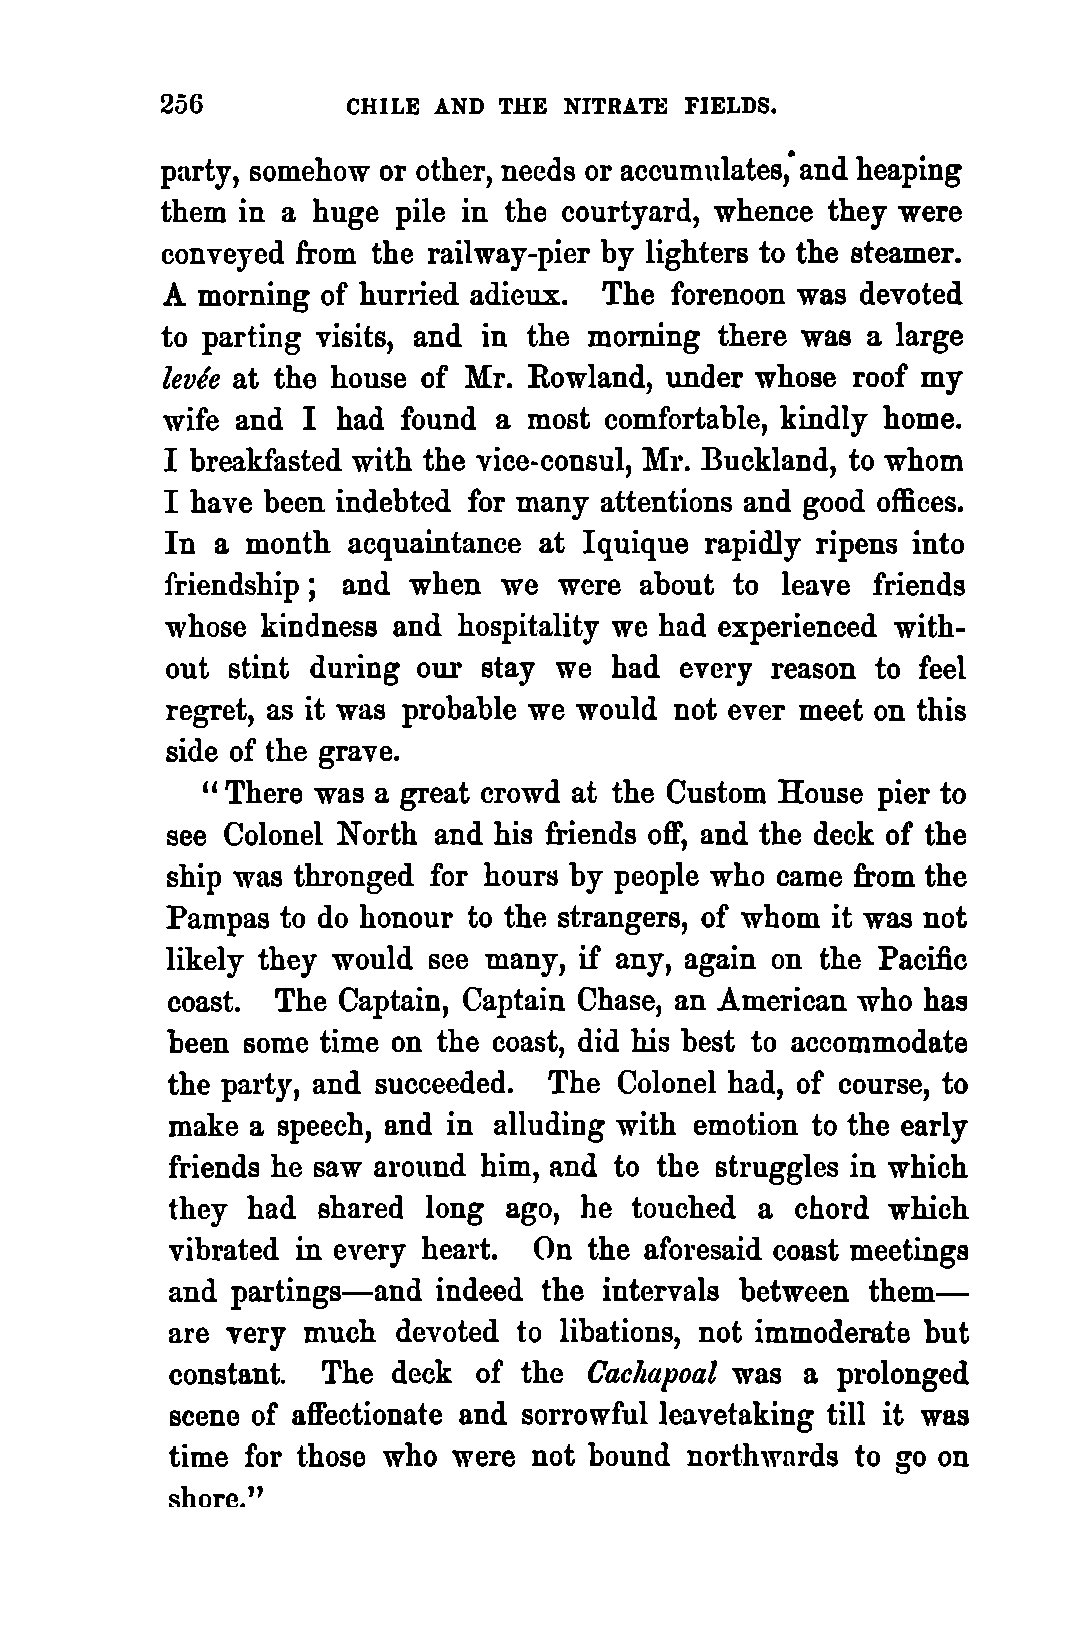 256 CHILE AND THE NITRATE FIELDS.
party, somehow or other, needs or accumulates, and heaping
them in a huge pile in the courtyard, whence they were
conveyed from the railway-pier by lighters to the steamer.
A morning of hurried adieux. The forenoon was devoted
to parting visits, and in the morning there was a large
levée at the house of Mr. Rowland, under whose roof my
wife and I had found a most comfortable, kindly home.
I breakfasted with the vice-consul, Mr. Buckland, to whom
I have been indebted for many attentions and good offices.
In a month acquaintance at Iquique rapidly ripens into
friendship ; and when we were about to leave friends
whose kindness and hospitality we had experienced with-
out stint during our stay we had every reason to feel
regret, as it was probable we would not ever meet on this
side of the grave.
"There was a great crowd at the Custom House pier to
see Colonel North and his friends off, and the deck of the
ship was thronged for hours by people who came from the
Pampas to do honour to the strangers, of whom it was not
likely they would see many, if any, again on the Pacific
coast. The Captain, Captain Chase, an American who has
been some time on the coast, did his best to accommodate
the party, and succeeded. The Colonel had, of course, to
make a speech, and in alluding with emotion to the early
friends he saw around him, and to the struggles in which
they had shared long ago, he touched a chord which
vibrated in every heart. On the aforesaid coast meetings
and partings—and indeed the intervals between them—
are very much devoted to libations, not immoderate but
constant. The deck of the Cachapoal was a prolonged
scene of affectionate and sorrowful leavetaking till it was
time for those who were not bound northwards to go on
shore."